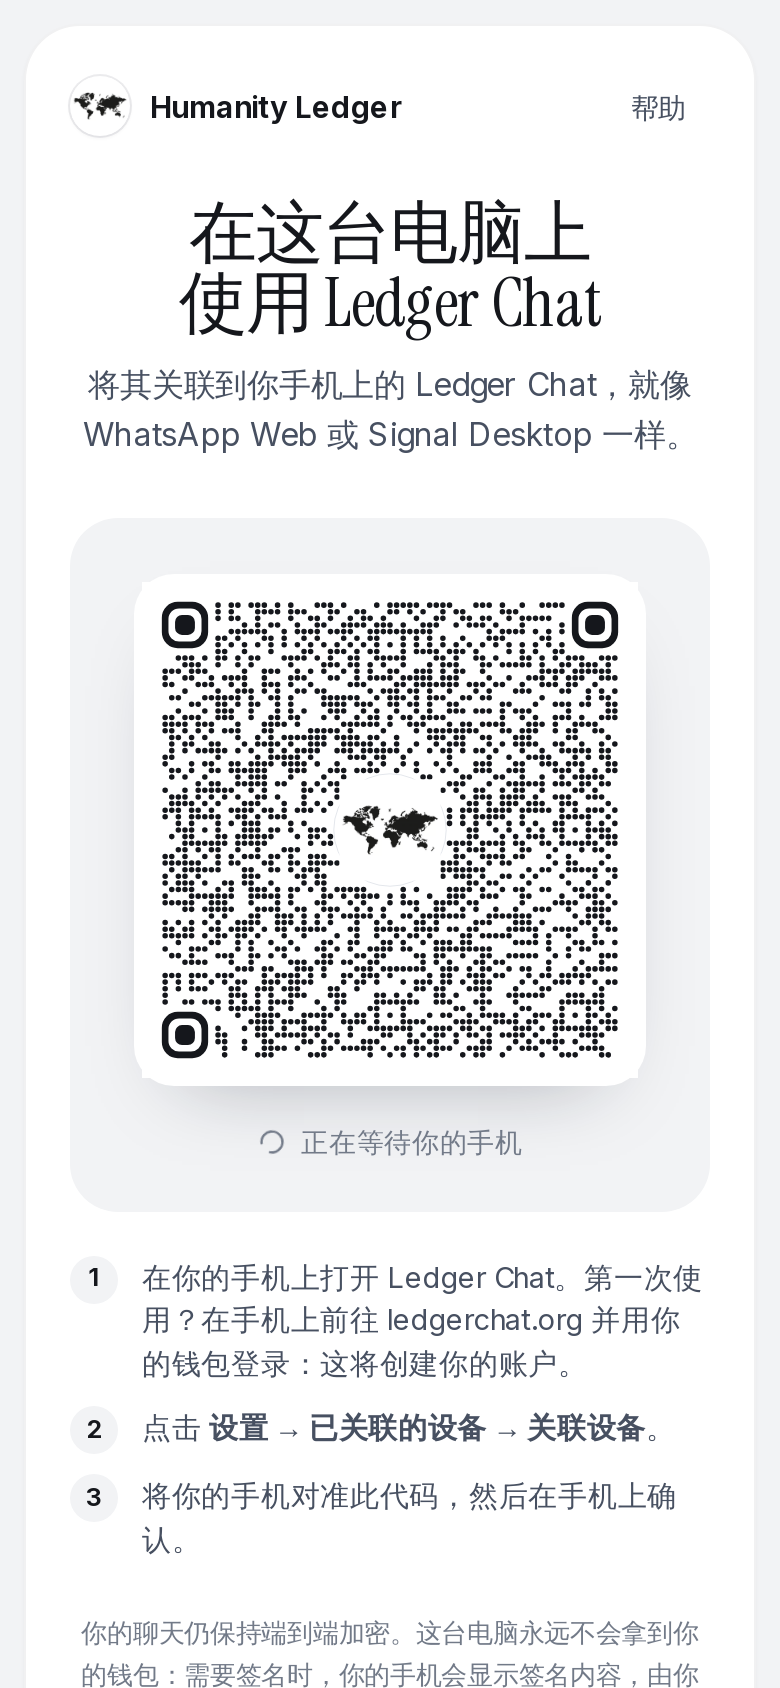 Humanity Ledger
帮助
在这台电脑上
使用 Ledger Chat
将其关联到你手机上的 Ledger Chat，就像
WhatsApp Web 或 Signal Desktop 一样。
正在等待你的手机
1
在你的手机上打开 Ledger Chat。第一次使
用？在手机上前往 ledgerchat.org 并用你
的钱包登录：这将创建你的账户。
2
点击 设置 → 已关联的设备 → 关联设备。
3
将你的手机对准此代码，然后在手机上确
认。
你的聊天仍保持端到端加密。这台电脑永远不会拿到你
的钱包：需要签名时，你的手机会显示签名内容，由你